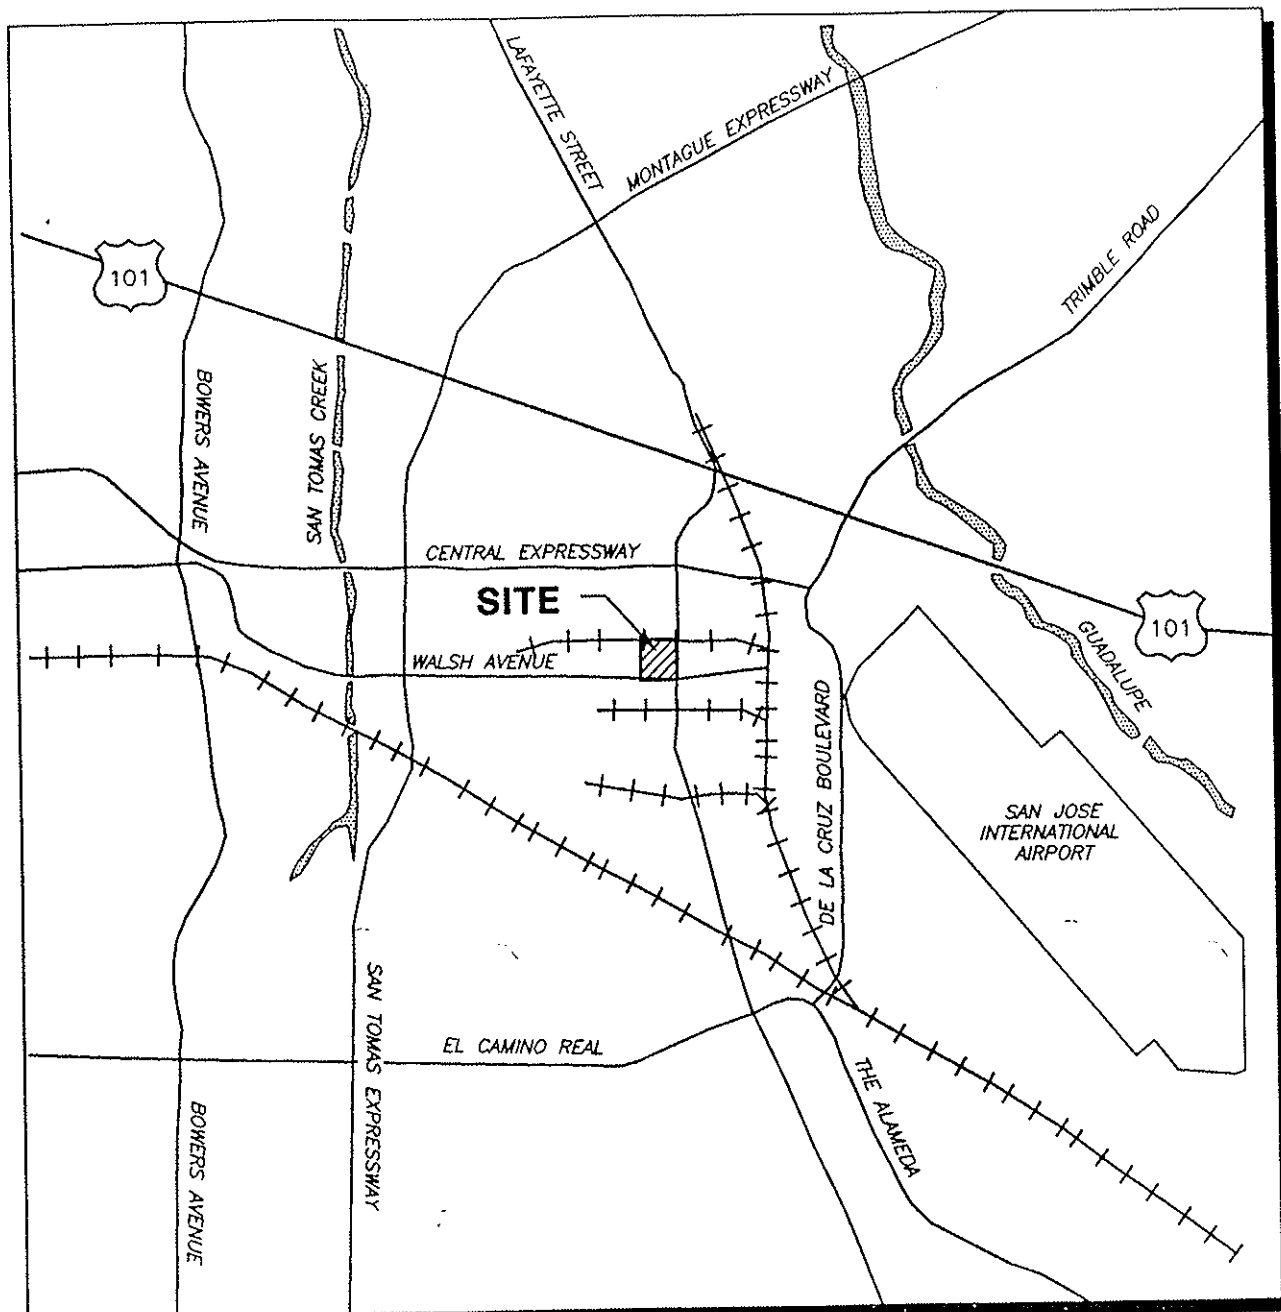 LAFAYETTE STREET
MONTAGUE EXPRESSWAY
TRIMBLE ROAD
101
BOWERS AVENUE
SAN TOMAS CREEK
CENTRAL EXPRESSWAY
SITE
WALSH AVENUE
101
GUADALUPE
DE LA CRUZ BOULEVARD
SAN JOSE
INTERNATIONAL
AIRPORT
SAN TOMAS EXPRESSWAY
EL CAMINO REAL
THE ALAMEDA
BOWERS AVENUE